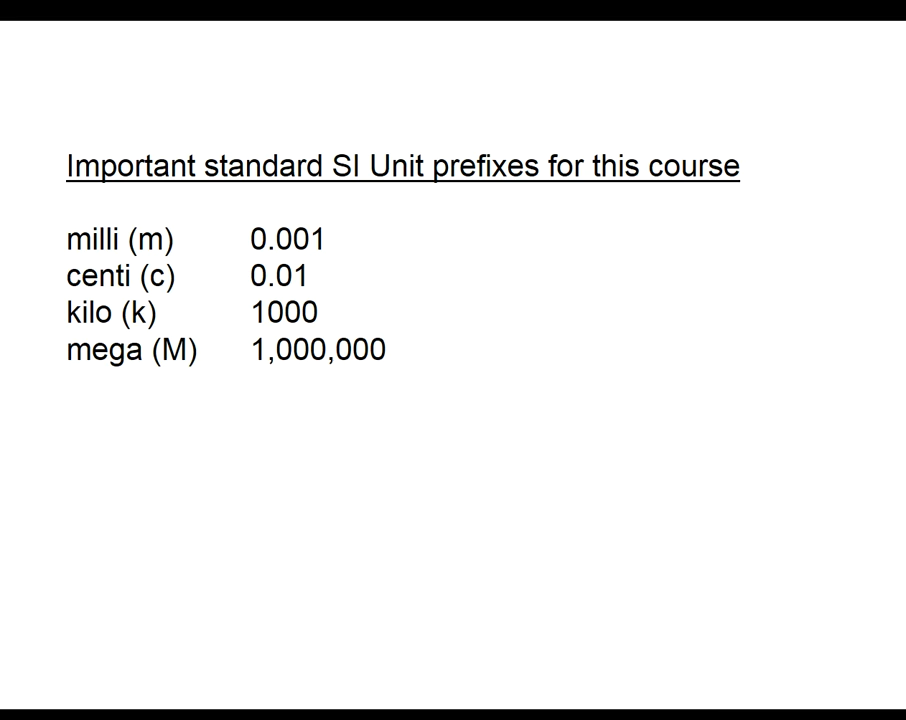 Important standard SI Unit prefixes for this course
milli (m) 0.001
centi (c) 0.01
kilo (k) 1000
mega (M) 1,000,000